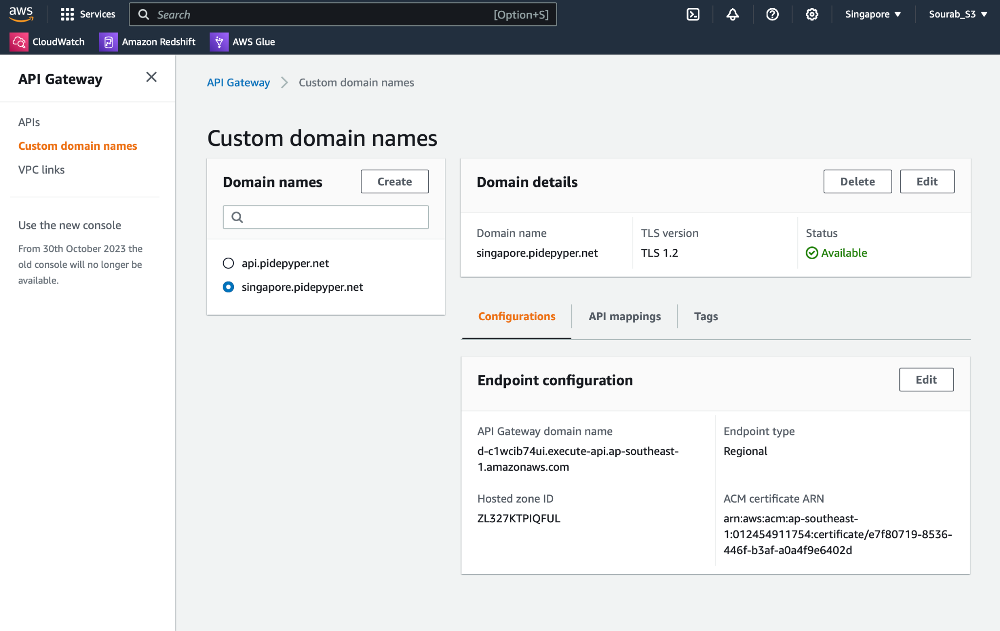 aws
Services
Search
[Option+S]
Singapore
Sourab_S3
CloudWatch
Amazon Redshift
AWS Glue
API Gateway
APIs
Custom domain names
VPC links
Use the new console
From 30th October 2023 the
old console will no longer be
available.
API Gateway
Custom domain names
Custom domain names
Domain names
Create
api.pidepyper.net
singapore.pidepyper.net
Domain details
Delete
Edit
Domain name
singapore.pidepyper.net
TLS version
TLS 1.2
Status
Available
Configurations
API mappings
Tags
Endpoint configuration
Edit
API Gateway domain name
d-c1wcib74ui.execute-api.ap-southeast-
1.amazonaws.com
Endpoint type
Regional
Hosted zone ID
ZL327KTPIQFUL
ACM certificate ARN
arn:aws:acm:ap-southeast-
1:012454911754:certificate/e7f80719-8536-
446f-b3af-a0a4f9e6402d